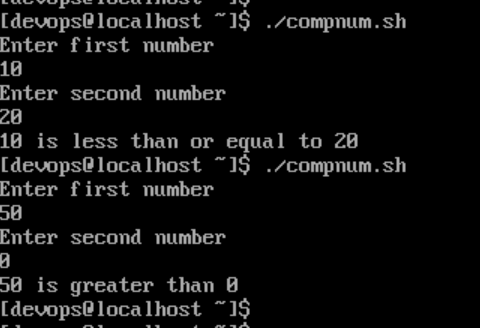 [devops@localhost ~]$ ./compnum.sh
Enter first number
10
Enter second number
20
10 is less than or equal to 20
[devops@localhost ~]$ ./compnum.sh
Enter first number
50
Enter second number
0
50 is greater than 0
[devops@localhost ~]$